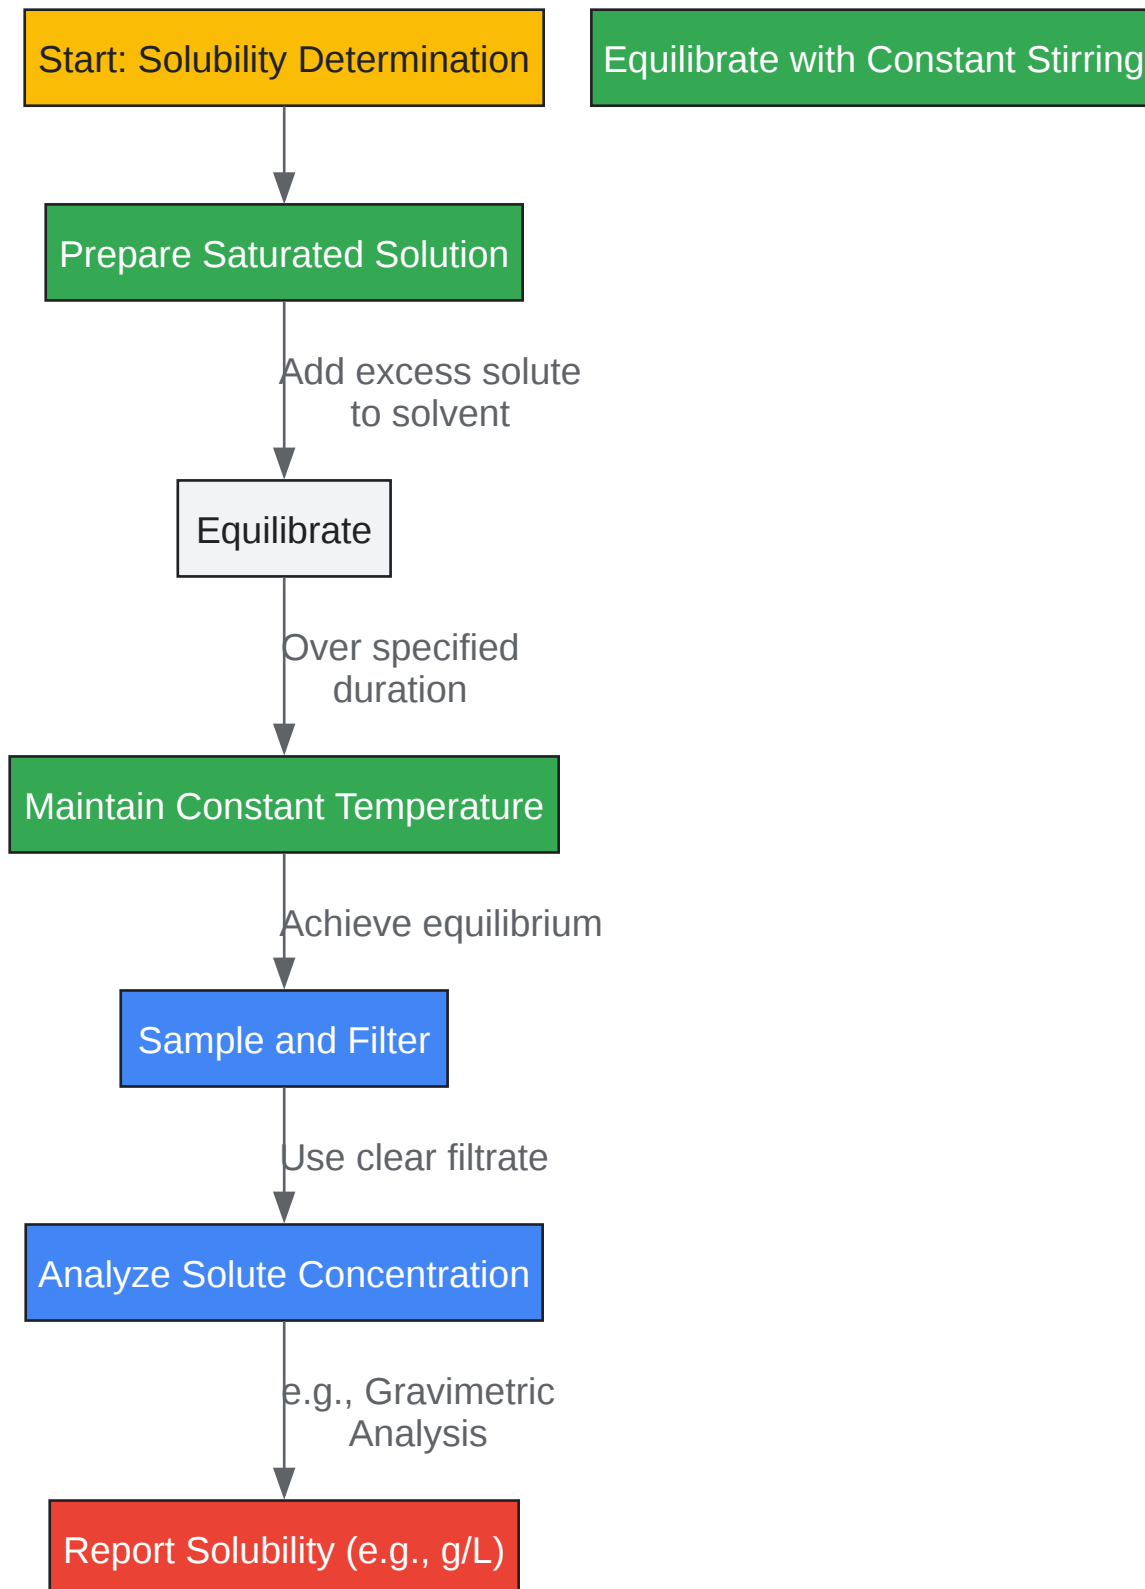 Start: Solubility Determination
Equilibrate with Constant Stirring
Prepare Saturated Solution
Add excess solute
to solvent
Equilibrate
Over specified
duration
Maintain Constant Temperature
Achieve equilibrium
Sample and Filter
Use clear filtrate
Analyze Solute Concentration
e.g., Gravimetric
Analysis
Report Solubility (e.g., g/L)